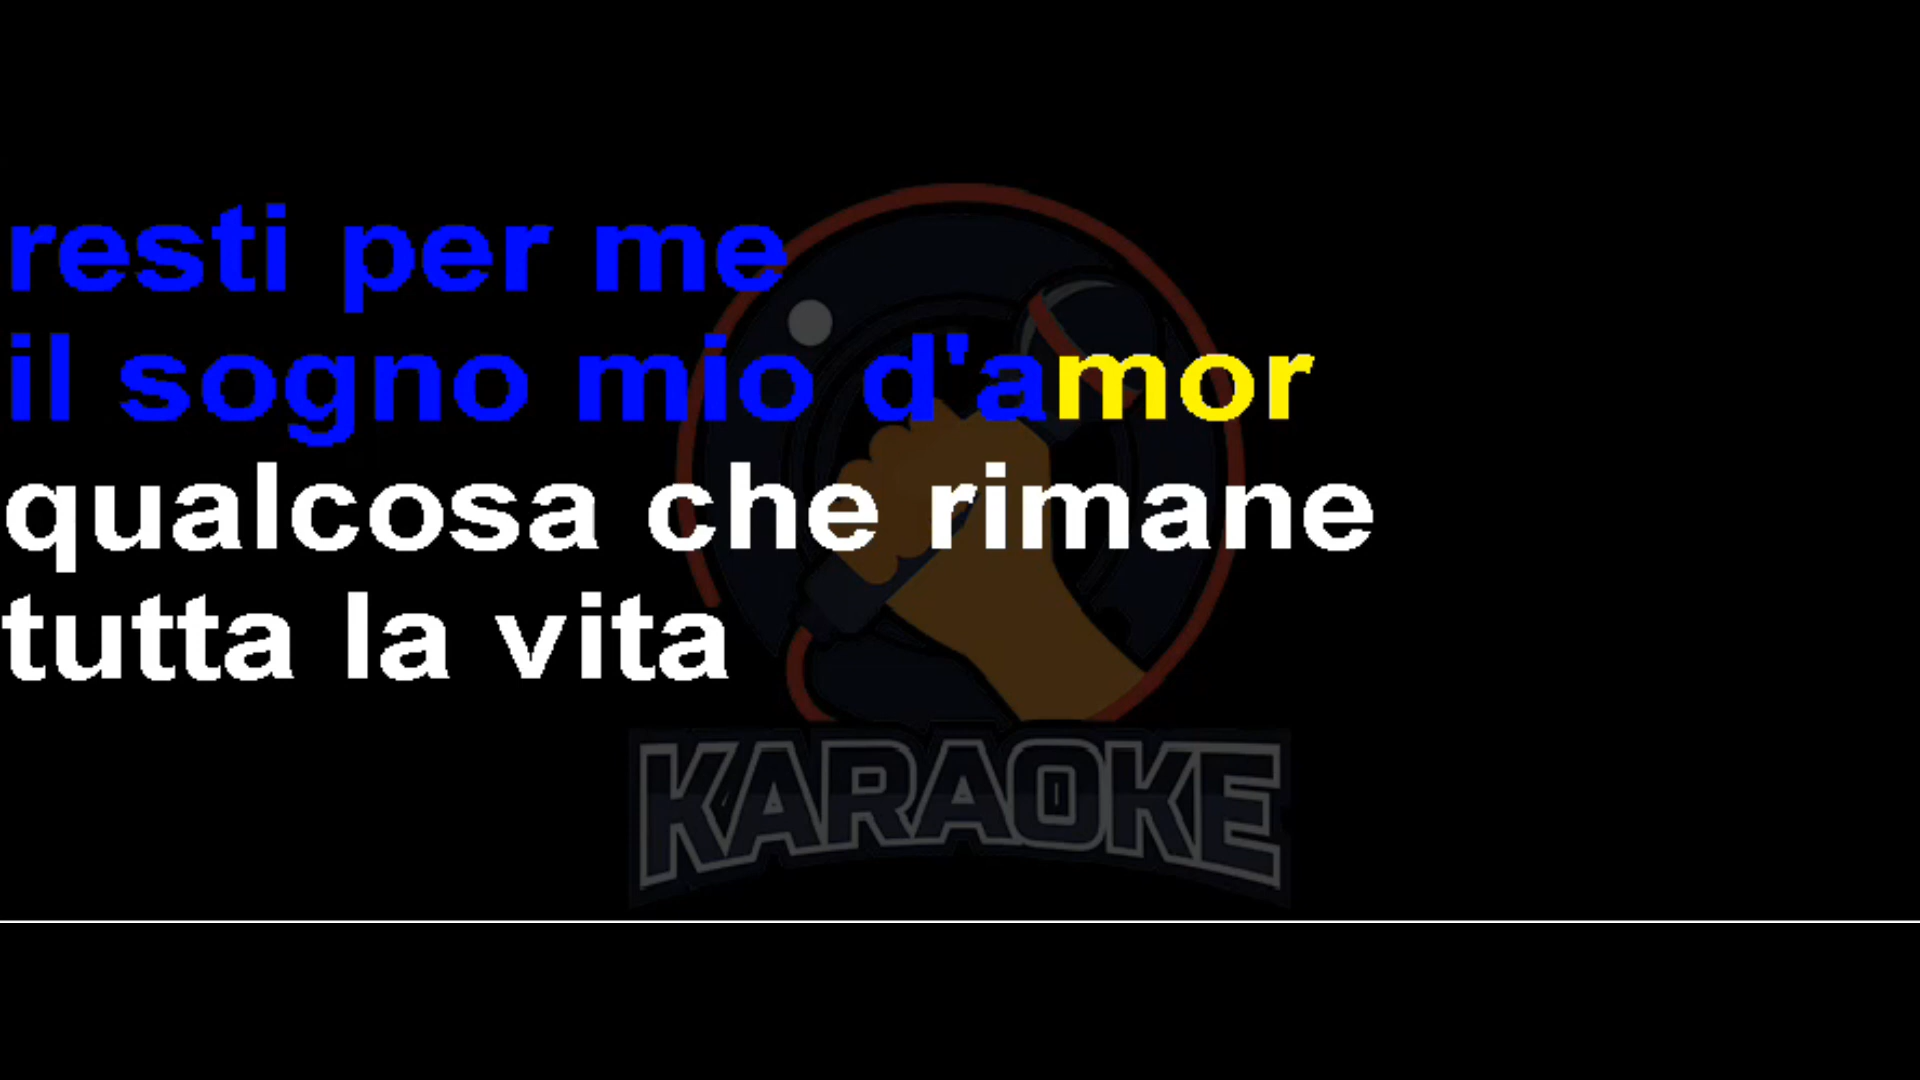 resti per me
il sogno mio d'amor
qualcosa che rimane
tutta la vita
KARAOKE